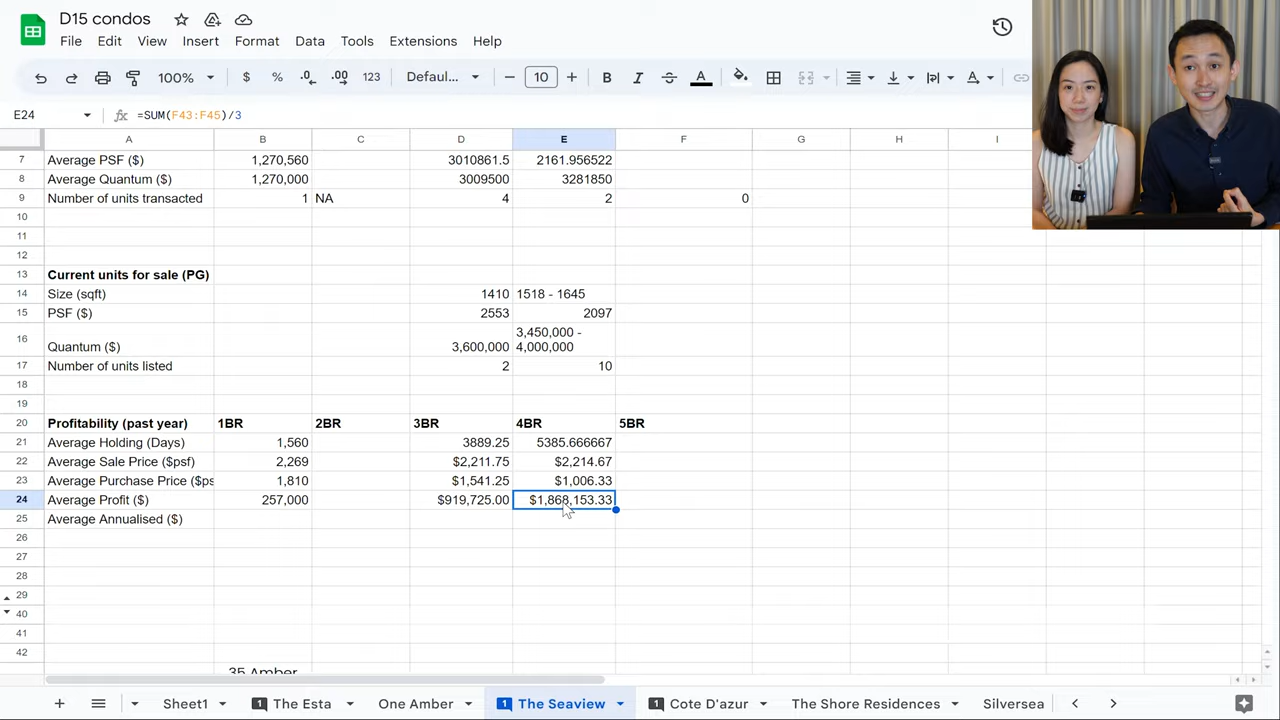 D15 condos
File Edit View Insert Format Data Tools Extensions Help
100% $ % .0 .00 123 Defaul... 10 B I A
E24 =SUM(F43:F45)/3
A B C D E F G H I
7 Average PSF ($) 1,270,560 3010861.5 2161.956522
8 Average Quantum ($) 1,270,000 3009500 3281850
9 Number of units transacted 1 NA 4 2 0
10
11
12
13 Current units for sale (PG)
14 Size (sqft) 1410 1518 - 1645
15 PSF ($) 2553 2097
3,450,000 -
16 Quantum ($) 3,600,000 4,000,000
17 Number of units listed 2 10
18
19
20 Profitability (past year) 1BR 2BR 3BR 4BR 5BR
21 Average Holding (Days) 1,560 3889.25 5385.666667
22 Average Sale Price ($psf) 2,269 $2,211.75 $2,214.67
23 Average Purchase Price ($ps 1,810 $1,541.25 $1,006.33
24 Average Profit ($) 257,000 $919,725.00 $1,868,153.33
25 Average Annualised ($)
26
27
28
29
40
41
42
35 Amber
Sheet1 1 The Esta One Amber 1 The Seaview 1 Cote D'azur The Shore Residences Silversea